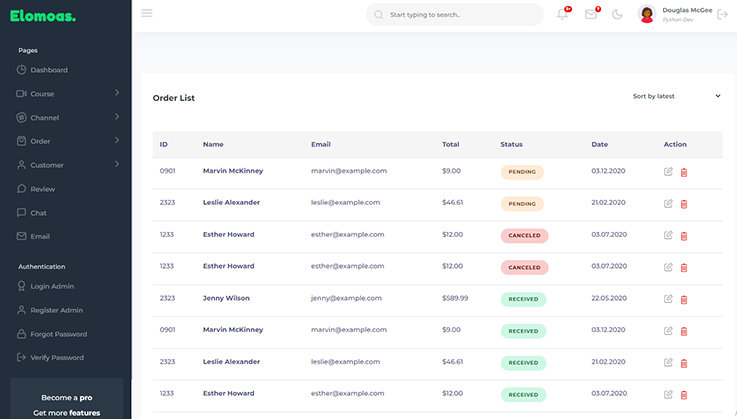 Elomoas.
Pages
Dashboard
Course
Channel
Order
Customer
Review
Chat
Email
Authentication
Login Admin
Register Admin
Forgot Password
Verify Password
Become a pro
Get more features
Start typing to search..
Douglas McGee
Python Dev
Order List
Sort by latest
ID Name Email Total Status Date Action
0901 Marvin McKinney marvin@example.com $9.00 PENDING 03.12.2020
2323 Leslie Alexander leslie@example.com $46.61 PENDING 21.02.2020
1233 Esther Howard esther@example.com $12.00 CANCELED 03.07.2020
1233 Esther Howard esther@example.com $12.00 CANCELED 03.07.2020
2323 Jenny Wilson jenny@example.com $589.99 RECEIVED 22.05.2020
0901 Marvin McKinney marvin@example.com $9.00 RECEIVED 03.12.2020
2323 Leslie Alexander leslie@example.com $46.61 RECEIVED 21.02.2020
1233 Esther Howard esther@example.com $12.00 RECEIVED 03.07.2020